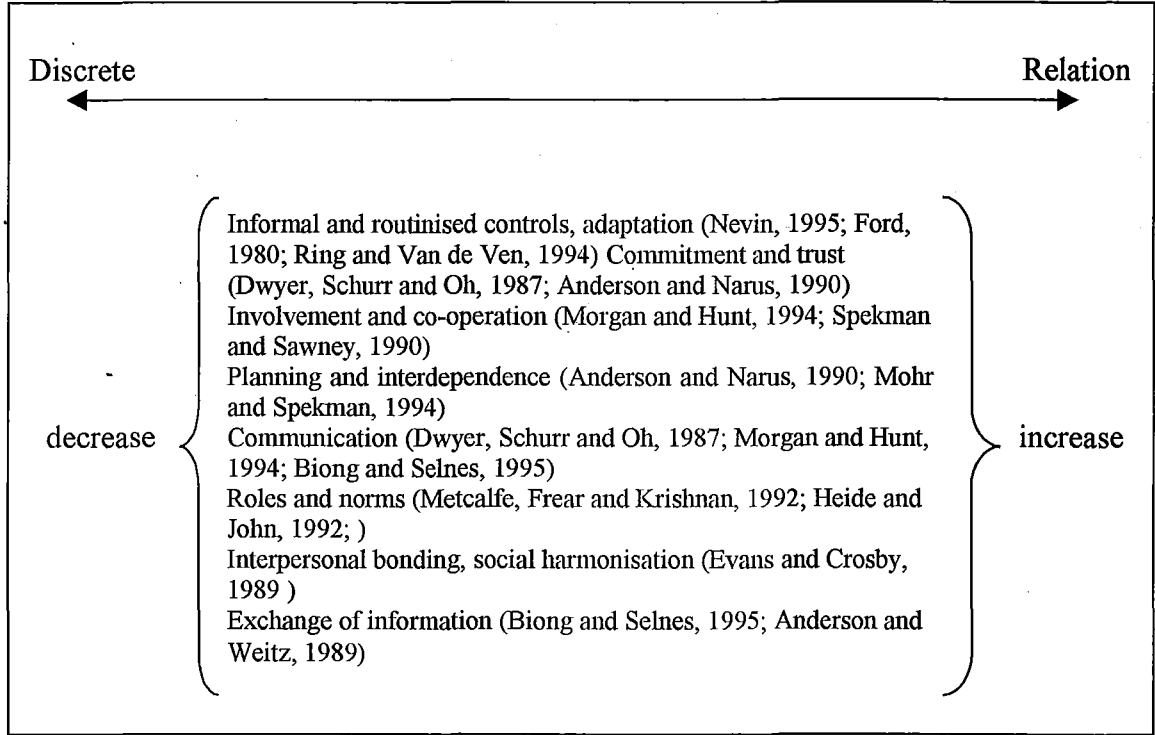 Discrete Relation
Informal and routinised controls, adaptation (Nevin, 1995; Ford,
1980; Ring and Van de Ven, 1994) Commitment and trust
(Dwyer, Schurr and Oh, 1987; Anderson and Narus, 1990)
Involvement and co-operation (Morgan and Hunt, 1994; Spekman
and Sawney, 1990)
Planning and interdependence (Anderson and Narus, 1990; Mohr
and Spekman, 1994)
decrease Communication (Dwyer, Schurr and Oh, 1987; Morgan and Hunt, increase
1994; Biong and Selnes, 1995)
Roles and norms (Metcalfe, Frear and Krishnan, 1992; Heide and
John, 1992; )
Interpersonal bonding, social harmonisation (Evans and Crosby,
1989 )
Exchange of information (Biong and Selnes, 1995; Anderson and
Weitz, 1989)